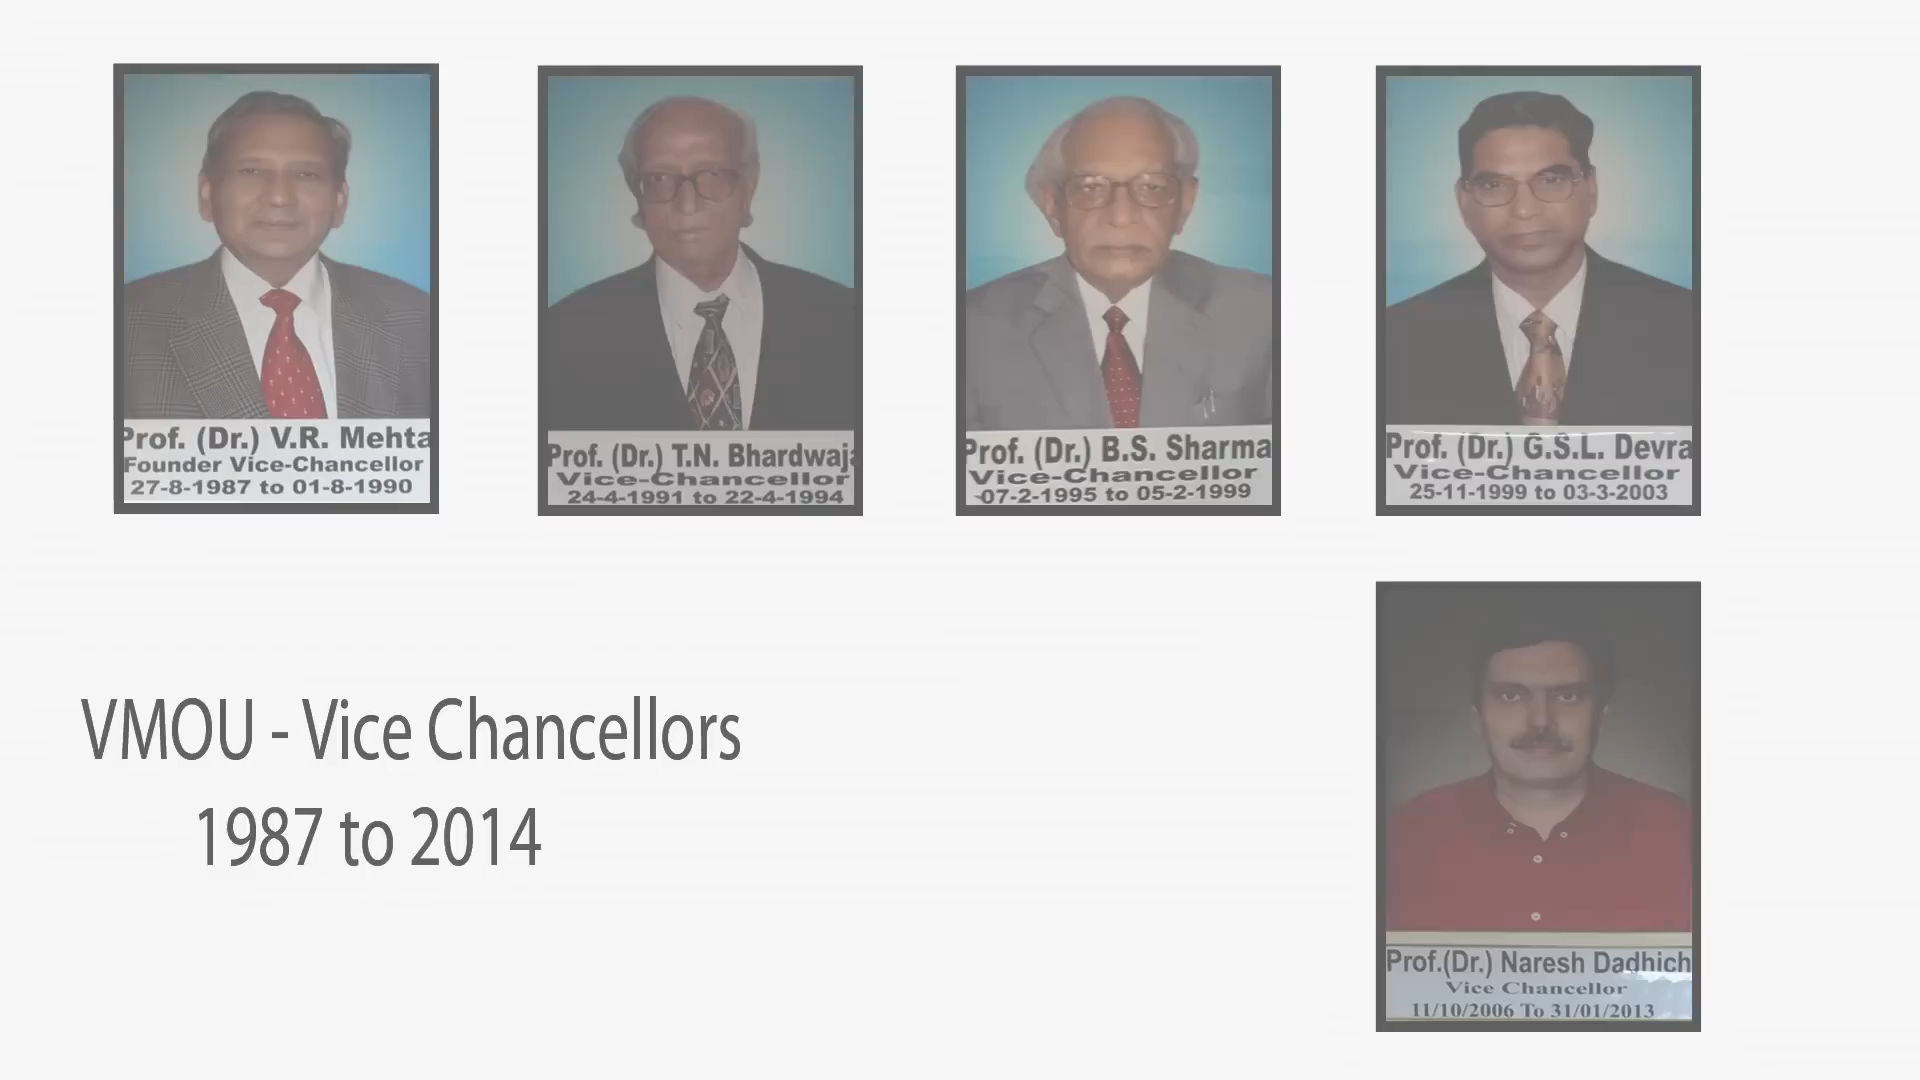 Prof. (Dr.) V.R. Mehta
Founder Vice-Chancellor
27-8-1987 to 01-8-1990
Prof. (Dr.) T.N. Bhardwaja
Vice-Chancellor
24-4-1991 to 22-4-1994
Prof. (Dr.) B.S. Sharma
Vice-Chancellor
07-2-1995 to 05-2-1999
Prof. (Dr.) G.S.L. Devra
Vice-Chancellor
25-11-1999 to 03-3-2003
VMOU - Vice Chancellors
1987 to 2014
Prof.(Dr.) Naresh Dadhich
Vice Chancellor
11/10/2006 To 31/01/2013